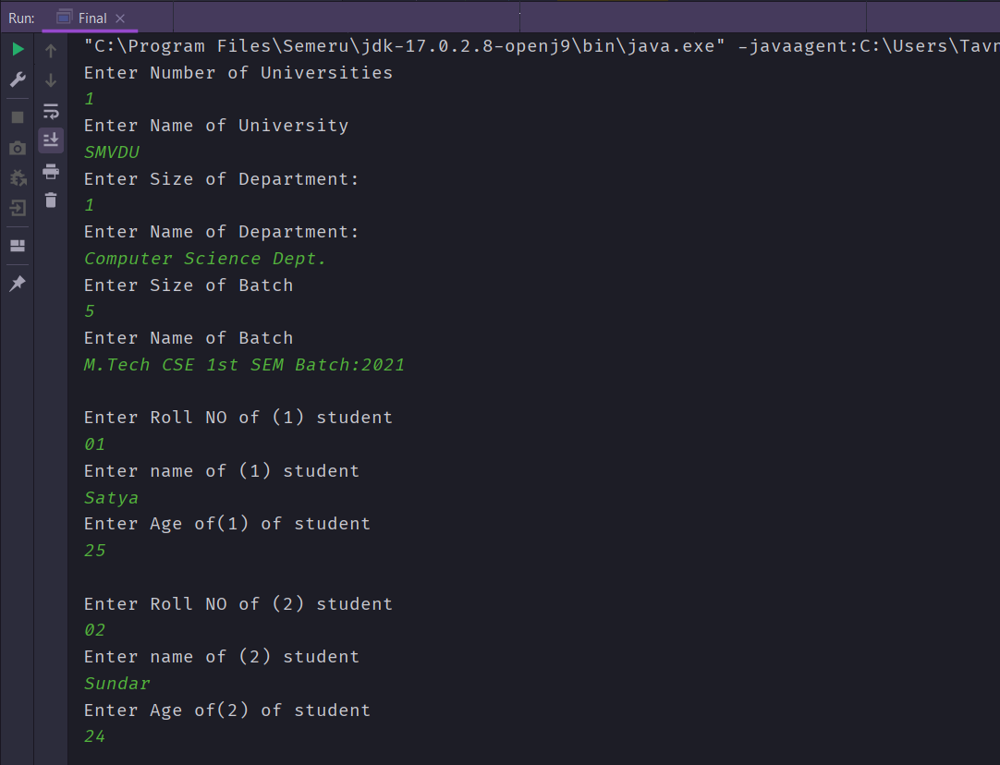 Run: Final
"C:\Program Files\Semeru\jdk-17.0.2.8-openj9\bin\java.exe" -javaagent:C:\Users\Tavr
Enter Number of Universities
1
Enter Name of University
SMVDU
Enter Size of Department:
1
Enter Name of Department:
Computer Science Dept.
Enter Size of Batch
5
Enter Name of Batch
M.Tech CSE 1st SEM Batch:2021
Enter Roll NO of (1) student
01
Enter name of (1) student
Satya
Enter Age of(1) of student
25
Enter Roll NO of (2) student
02
Enter name of (2) student
Sundar
Enter Age of(2) of student
24